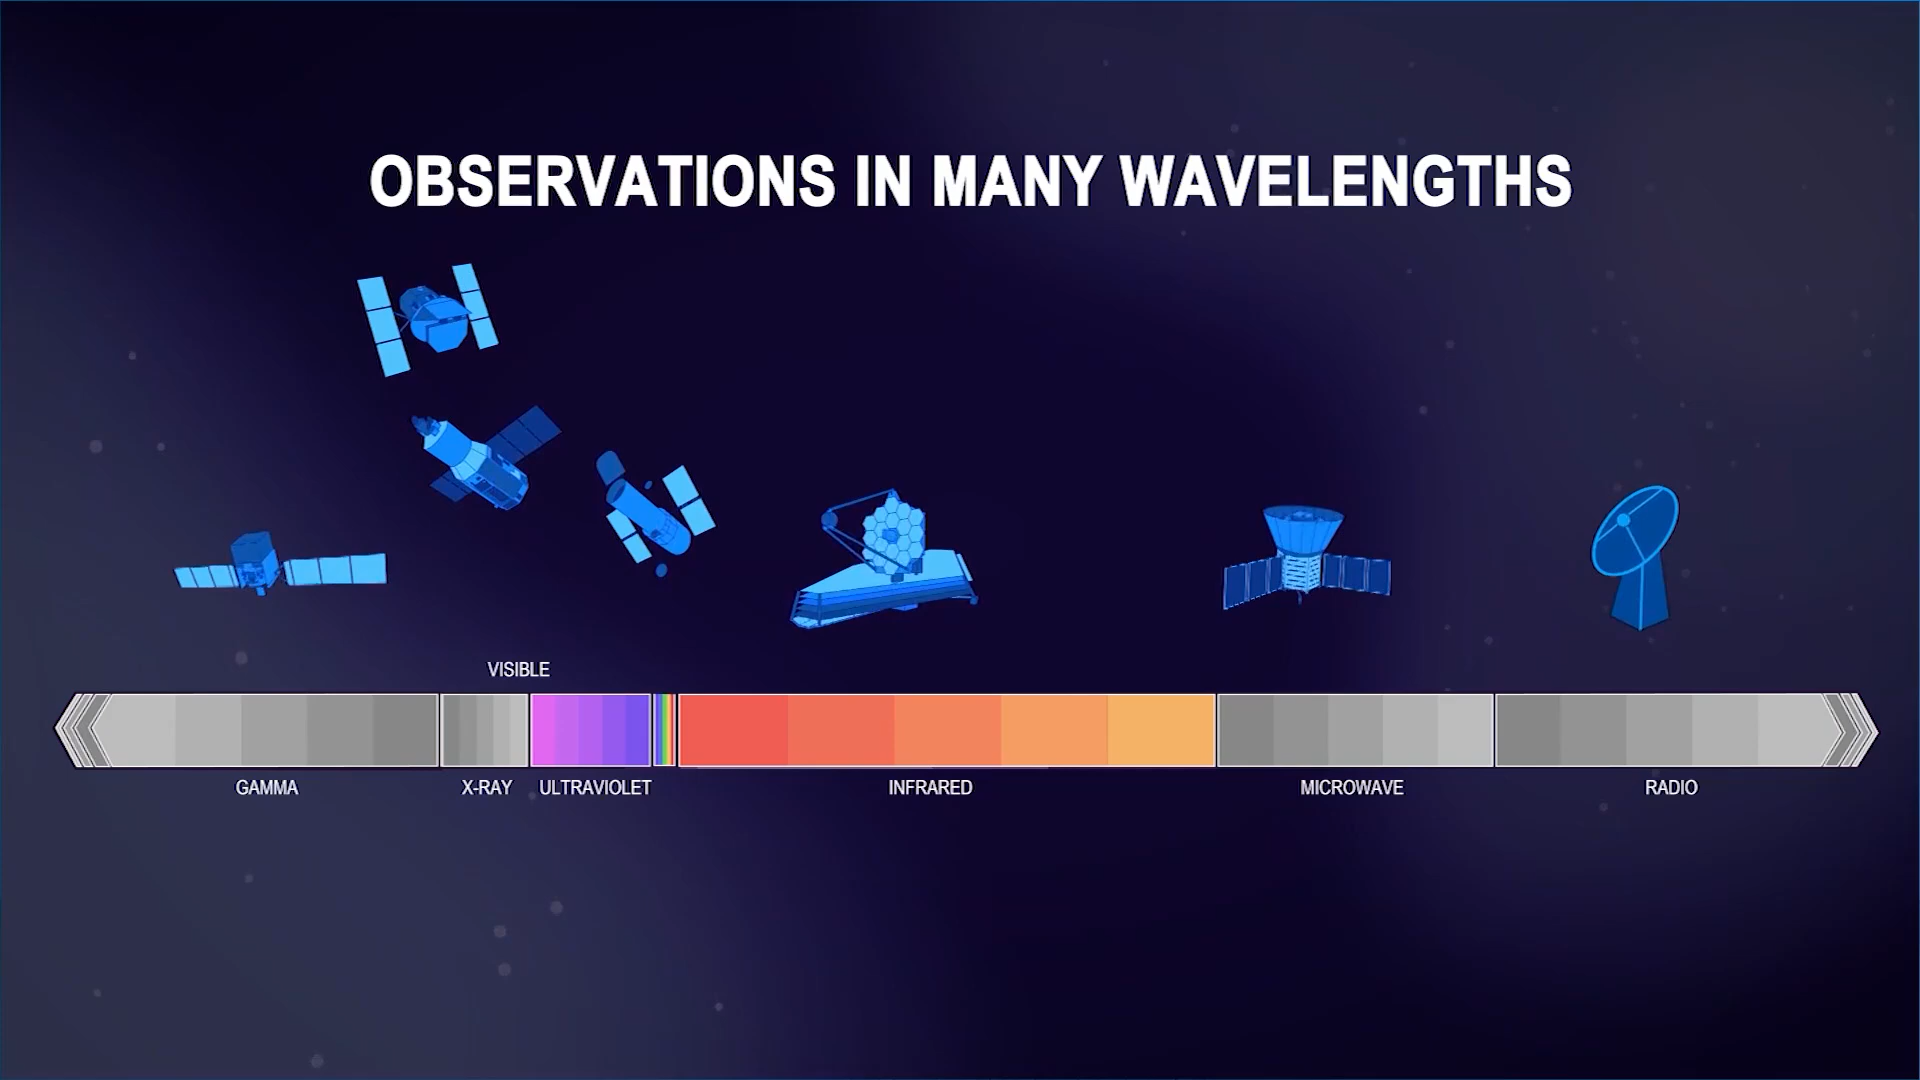 OBSERVATIONS IN MANY WAVELENGTHS
VISIBLE
GAMMA
X-RAY
ULTRAVIOLET
INFRARED
MICROWAVE
RADIO